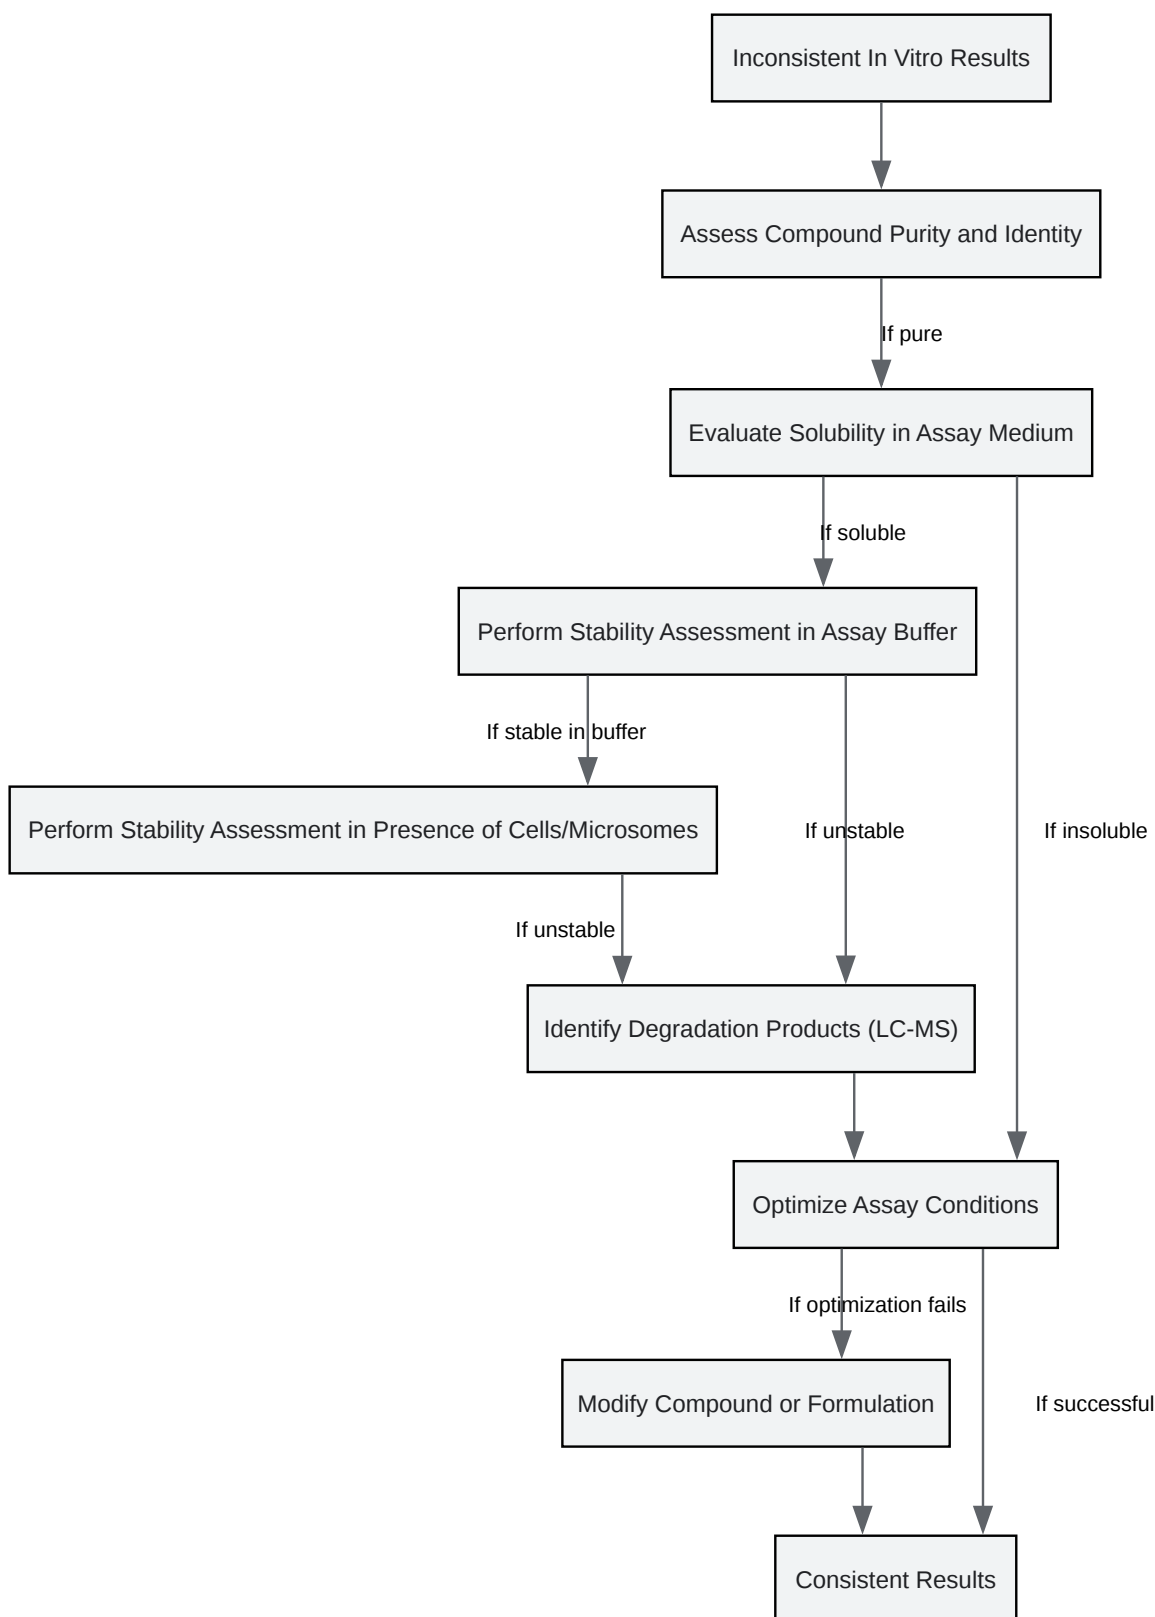 Inconsistent In Vitro Results
Assess Compound Purity and Identity
If pure
Evaluate Solubility in Assay Medium
If soluble
Perform Stability Assessment in Assay Buffer
If stable in buffer
Perform Stability Assessment in Presence of Cells/Microsomes
If unstable
If insoluble
If unstable
Identify Degradation Products (LC-MS)
Optimize Assay Conditions
If optimization fails
Modify Compound or Formulation
If successful
Consistent Results